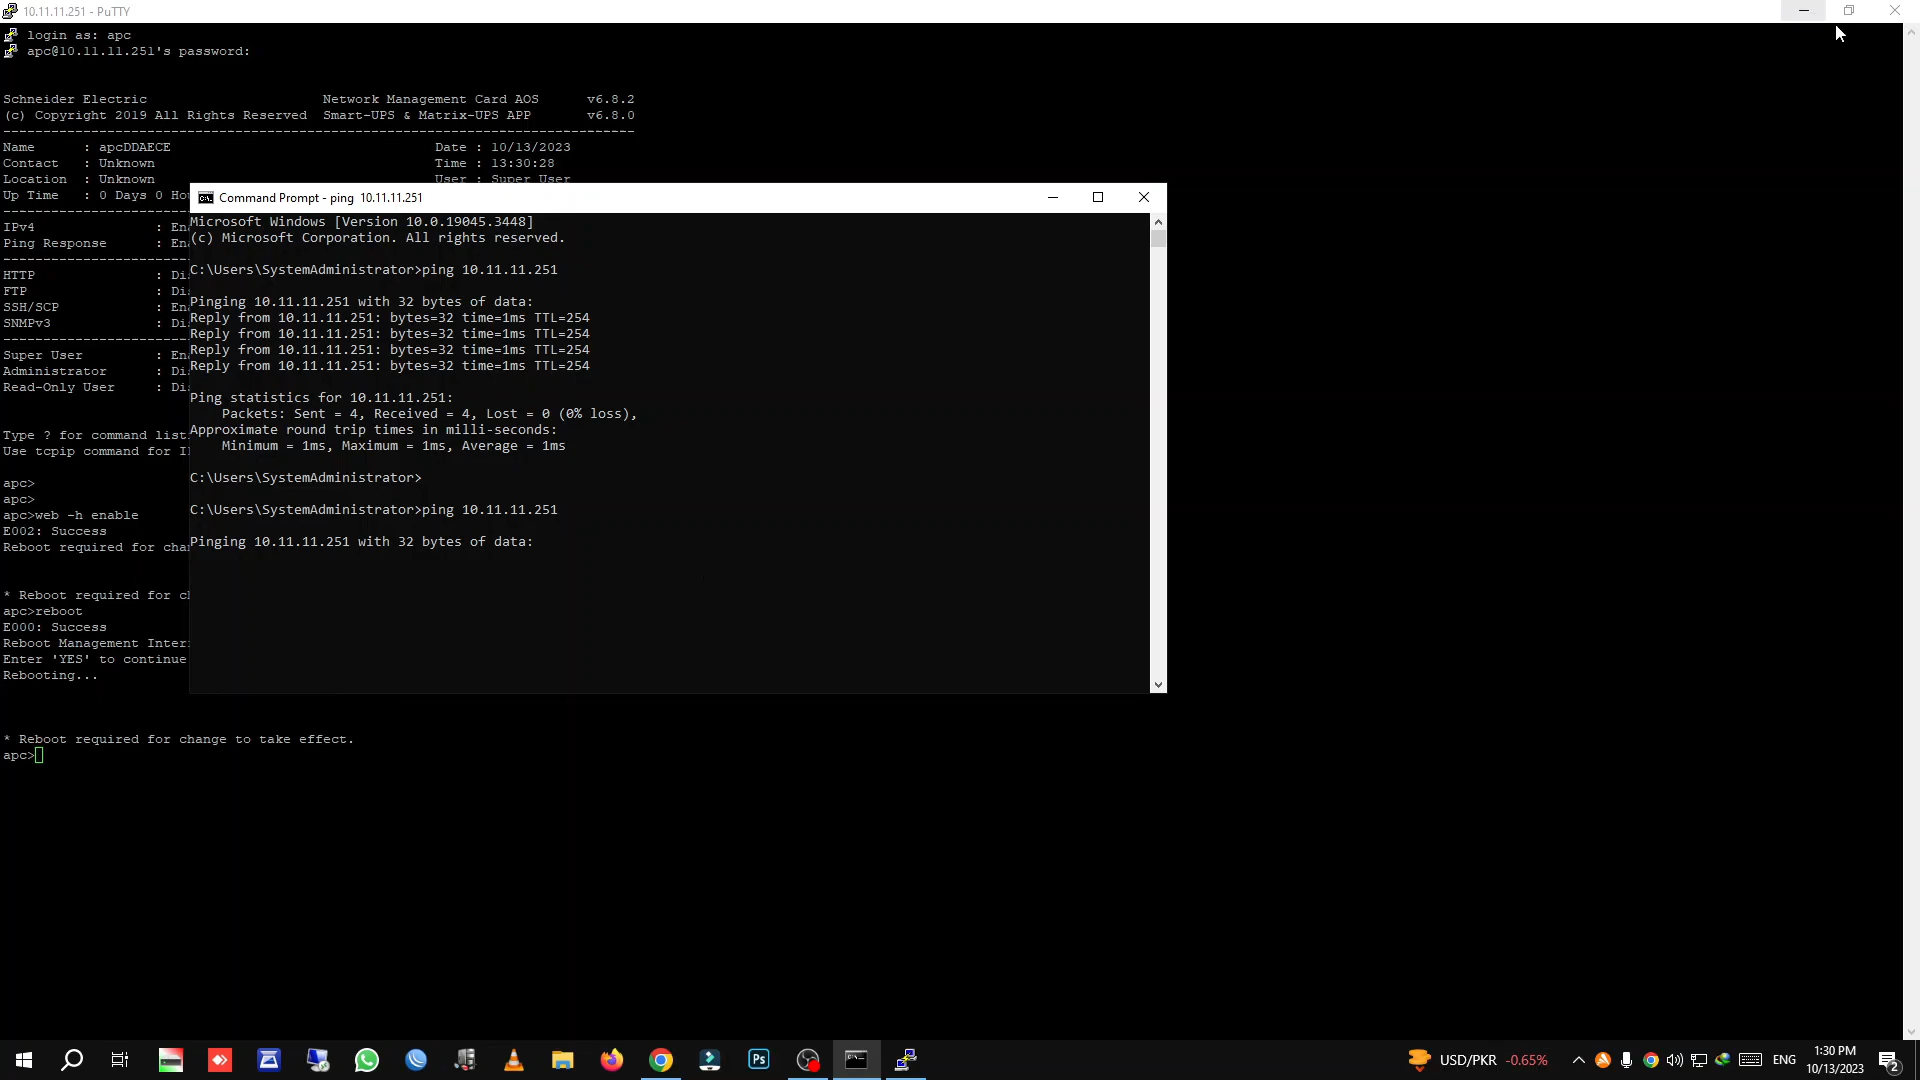 10.11.11.251 - PuTTY
login as: apc
apc@10.11.11.251's password:
Schneider Electric                      Network Management Card AOS      v6.8.2
(c) Copyright 2019 All Rights Reserved  Smart-UPS & Matrix-UPS APP       v6.8.0
-------------------------------------------------------------------------------
Name      : apcDDAECE                                 Date : 10/13/2023
Contact   : Unknown                                   Time : 13:30:28
Location  : Unknown                                   User : Super User
Up Time   : 0 Days 0
-----------------------
IPv4               :
Ping Response      :
-----------------------
HTTP               :
FTP                :
SSH/SCP            :
SNMPv3             :
-----------------------
Super User         :
Administrator      :
Read-Only User     :
Type ? for command
Use tcpip command for
apc>
apc>
apc>web -h enable
E002: Success
Reboot required for
* Reboot required for
apc>reboot
E000: Success
Reboot Management
Enter 'YES' to continue
Rebooting...
* Reboot required for change to take effect.
apc>
Command Prompt - ping 10.11.11.251
Microsoft Windows [Version 10.0.19045.3448]
(c) Microsoft Corporation. All rights reserved.
C:\Users\SystemAdministrator>ping 10.11.11.251
Pinging 10.11.11.251 with 32 bytes of data:
Reply from 10.11.11.251: bytes=32 time=1ms TTL=254
Reply from 10.11.11.251: bytes=32 time=1ms TTL=254
Reply from 10.11.11.251: bytes=32 time=1ms TTL=254
Reply from 10.11.11.251: bytes=32 time=1ms TTL=254
Ping statistics for 10.11.11.251:
    Packets: Sent = 4, Received = 4, Lost = 0 (0% loss),
Approximate round trip times in milli-seconds:
    Minimum = 1ms, Maximum = 1ms, Average = 1ms
C:\Users\SystemAdministrator>
C:\Users\SystemAdministrator>ping 10.11.11.251
Pinging 10.11.11.251 with 32 bytes of data:
Ps
USD/PKR -0.65%
ENG
1:30 PM
10/13/2023
2